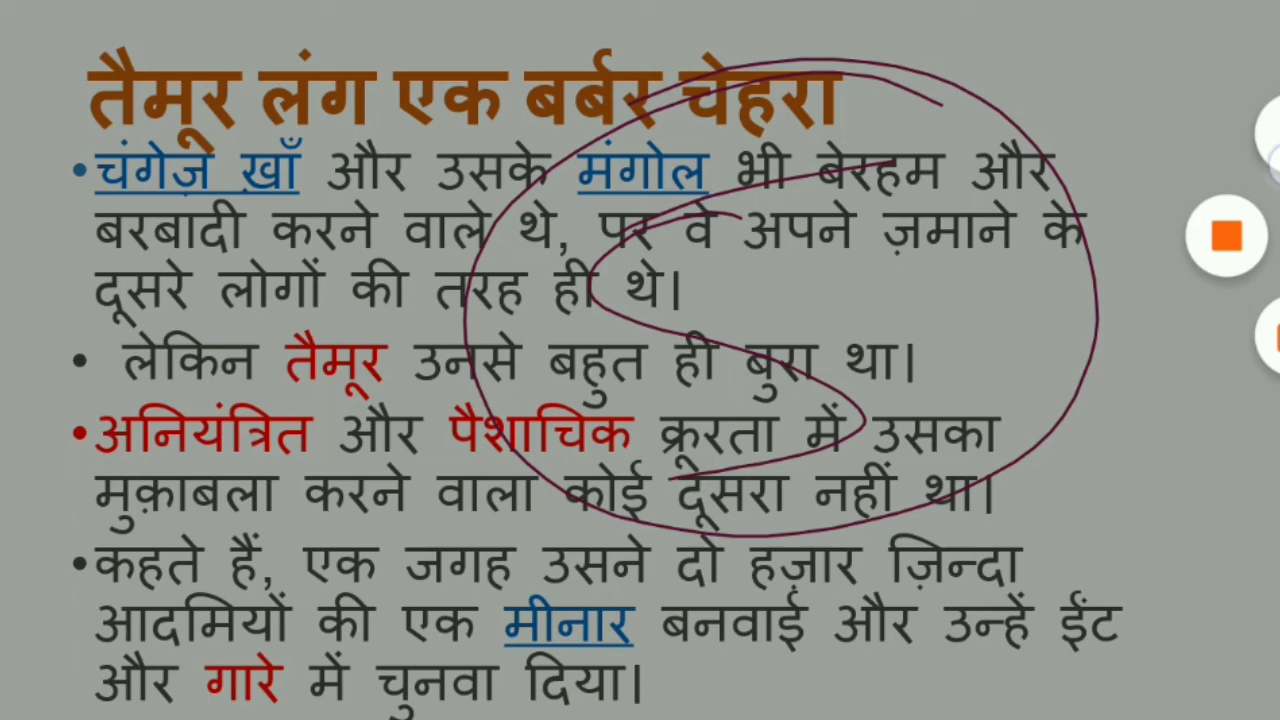 तैमूर लंग एक बर्बर चेहरा
•चंगेज़ ख़ाँ और उसके मंगोल भी बेरहम और
बरबादी करने वाले थे, पर वे अपने ज़माने के
दूसरे लोगों की तरह ही थे।
• लेकिन तैमूर उनसे बहुत ही बुरा था।
•अनियंत्रित और पैशाचिक क्रूरता में उसका
मुक़ाबला करने वाला कोई दूसरा नहीं था।
•कहते हैं, एक जगह उसने दो हज़ार ज़िन्दा
आदमियों की एक मीनार बनवाई और उन्हें ईंट
और गारे में चुनवा दिया।